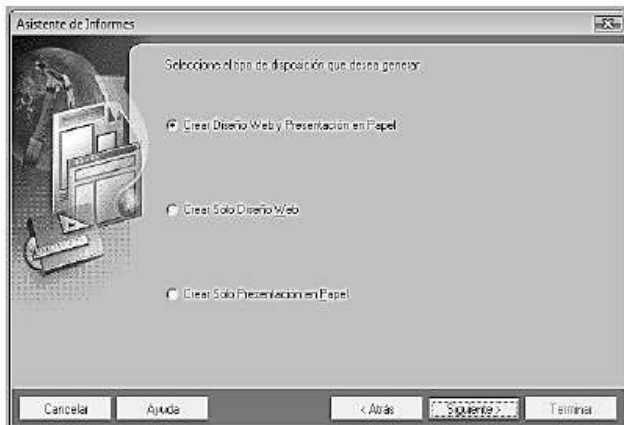 Asistente de Informes
Seleccione el tipo de disposición que desea generar
Crear Diseño Web y Presentación en Papel
Crear Sólo Diseño Web
Crear Sólo Presentación en Papel
Cancelar Ayuda < Atrás Siguiente > Terminar